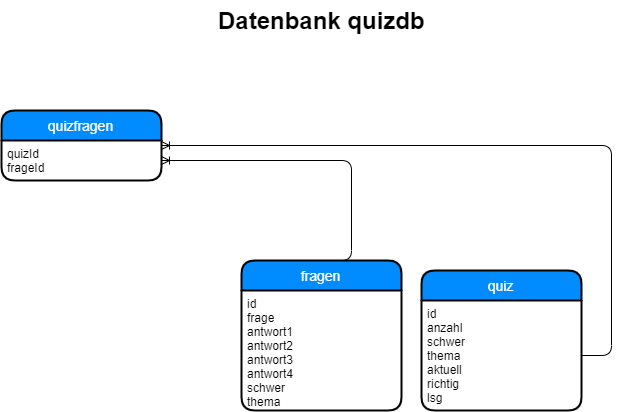 Datenbank quizdb
quizfragen
quizId
frageId
fragen
id
frage
antwort1
antwort2
antwort3
antwort4
schwer
thema
quiz
id
anzahl
schwer
thema
aktuell
richtig
lsg